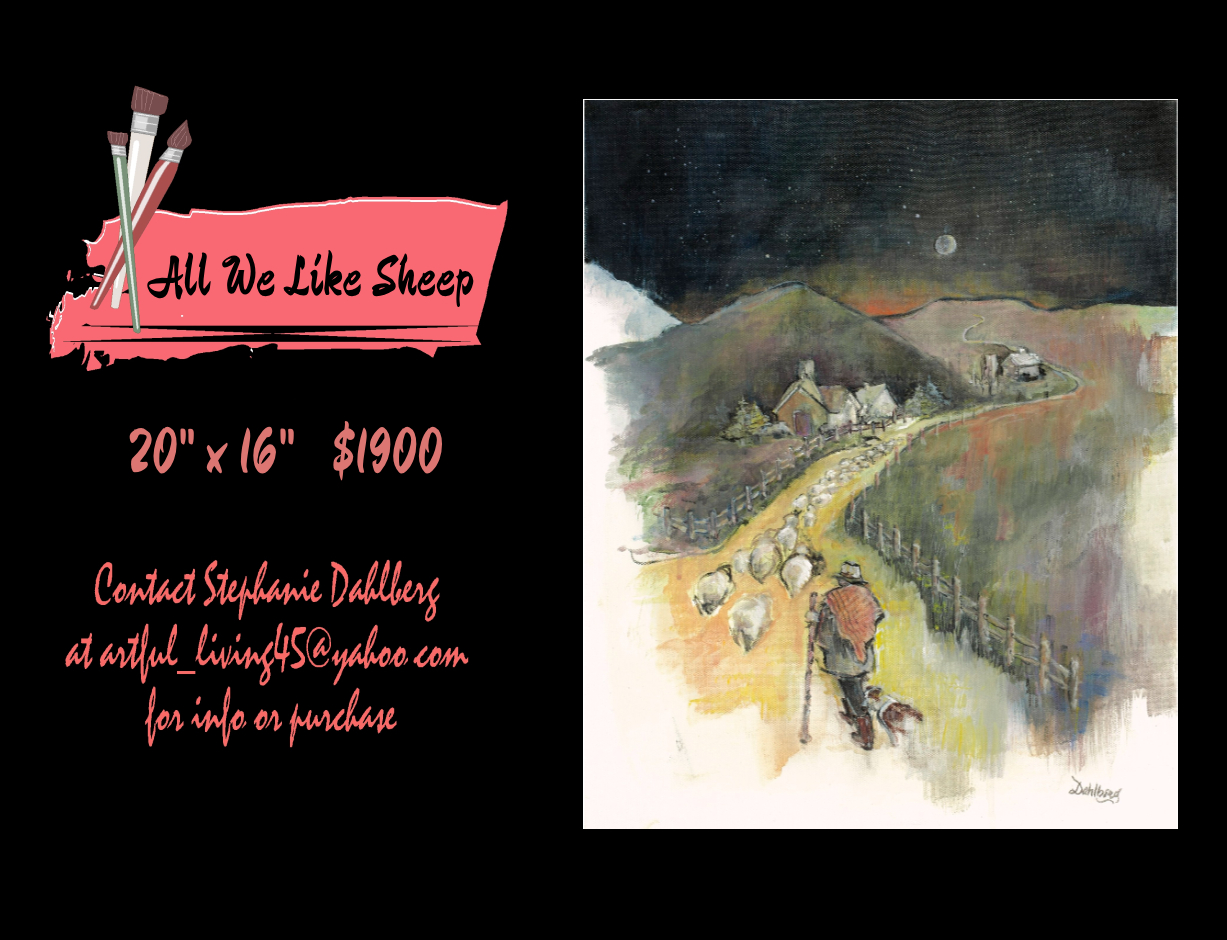 All We Like Sheep
20" x 16" $1900
Contact Stephanie Dahlberg
at artful_living45@yahoo.com
for info or purchase
Dahlberg